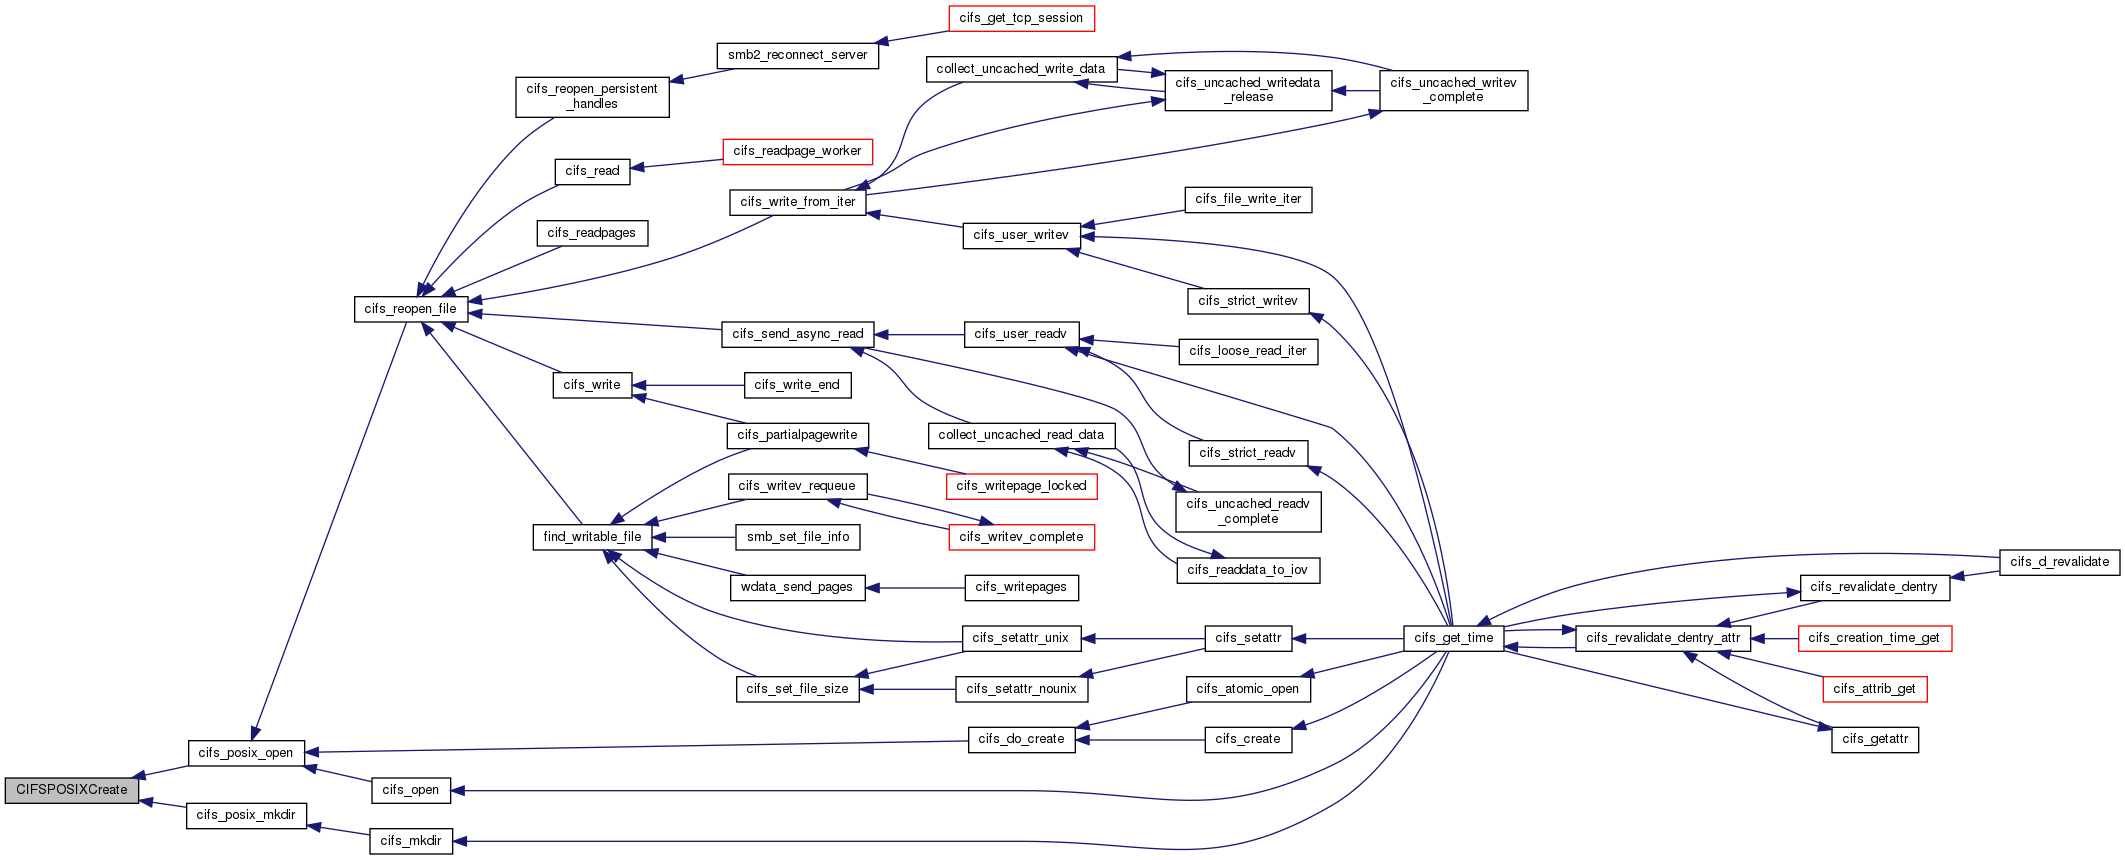 cifs_get_tcp_session
smb2_reconnect_server
collect_uncached_write_data
cifs_reopen_persistent
_handles
cifs_uncached_writedata
_release
cifs_uncached_writev
_complete
cifs_readpage_worker
cifs_read
cifs_write_from_iter
cifs_file_write_iter
cifs_readpages
cifs_user_writev
cifs_reopen_file
cifs_strict_writev
cifs_send_async_read
cifs_user_readv
cifs_loose_read_iter
cifs_write
cifs_write_end
cifs_partialpagewrite
collect_uncached_read_data
cifs_strict_readv
cifs_writev_requeue
cifs_writepage_locked
cifs_uncached_readv
_complete
find_writable_file
smb_set_file_info
cifs_writev_complete
cifs_readdata_to_iov
cifs_d_revalidate
wdata_send_pages
cifs_writepages
cifs_revalidate_dentry
cifs_setattr_unix
cifs_setattr
cifs_get_time
cifs_revalidate_dentry_attr
cifs_creation_time_get
cifs_set_file_size
cifs_setattr_nounix
cifs_atomic_open
cifs_attrib_get
cifs_posix_open
cifs_do_create
cifs_create
cifs_getattr
CIFSPOSIXCreate
cifs_open
cifs_posix_mkdir
cifs_mkdir